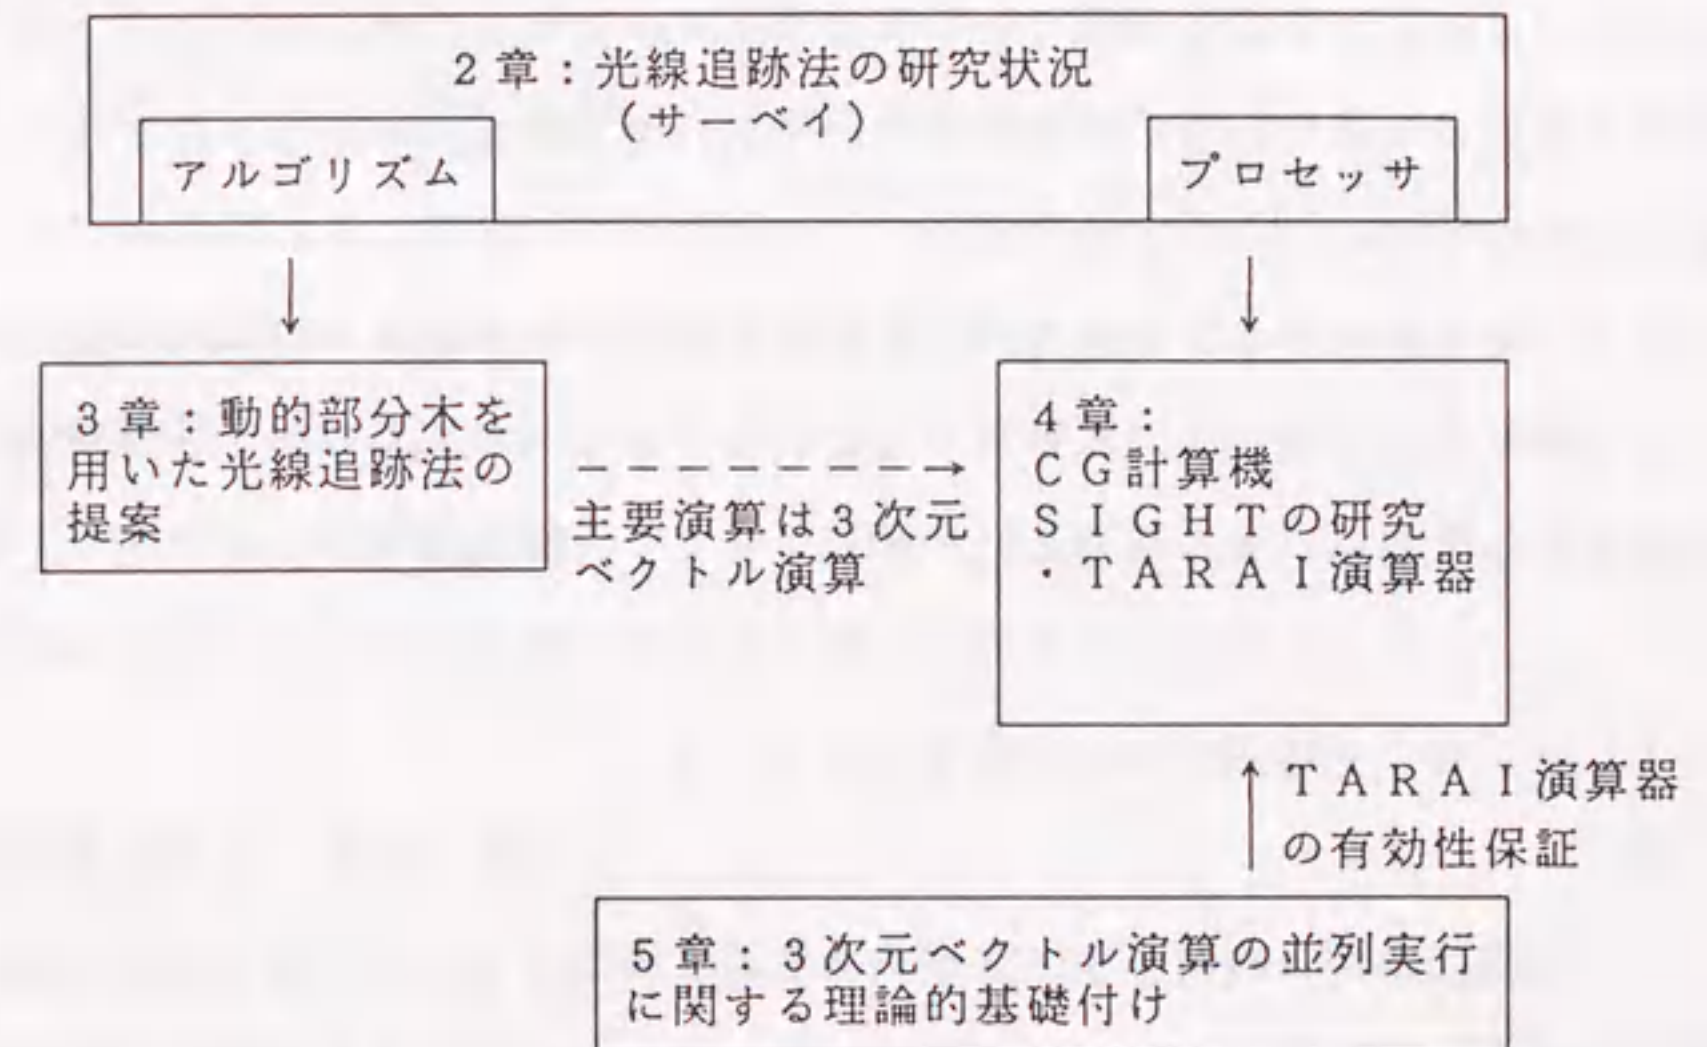 2章：光線追跡法の研究状況
（サーベイ）
アルゴリズム
プロセッサ
3章：動的部分木を
用いた光線追跡法の
提案
主要演算は3次元
ベクトル演算
4章：
CG計算機
SIGHTの研究
・TARAI演算器
TARAI演算器
の有効性保証
5章：3次元ベクトル演算の並列実行
に関する理論的基礎付け